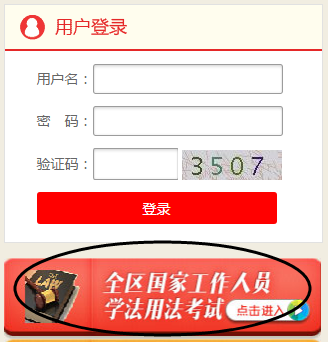 用户登录
用户名：
密　码：
验证码： 3507
登录
LAW
全区国家工作人员
学法用法考试 点击进入